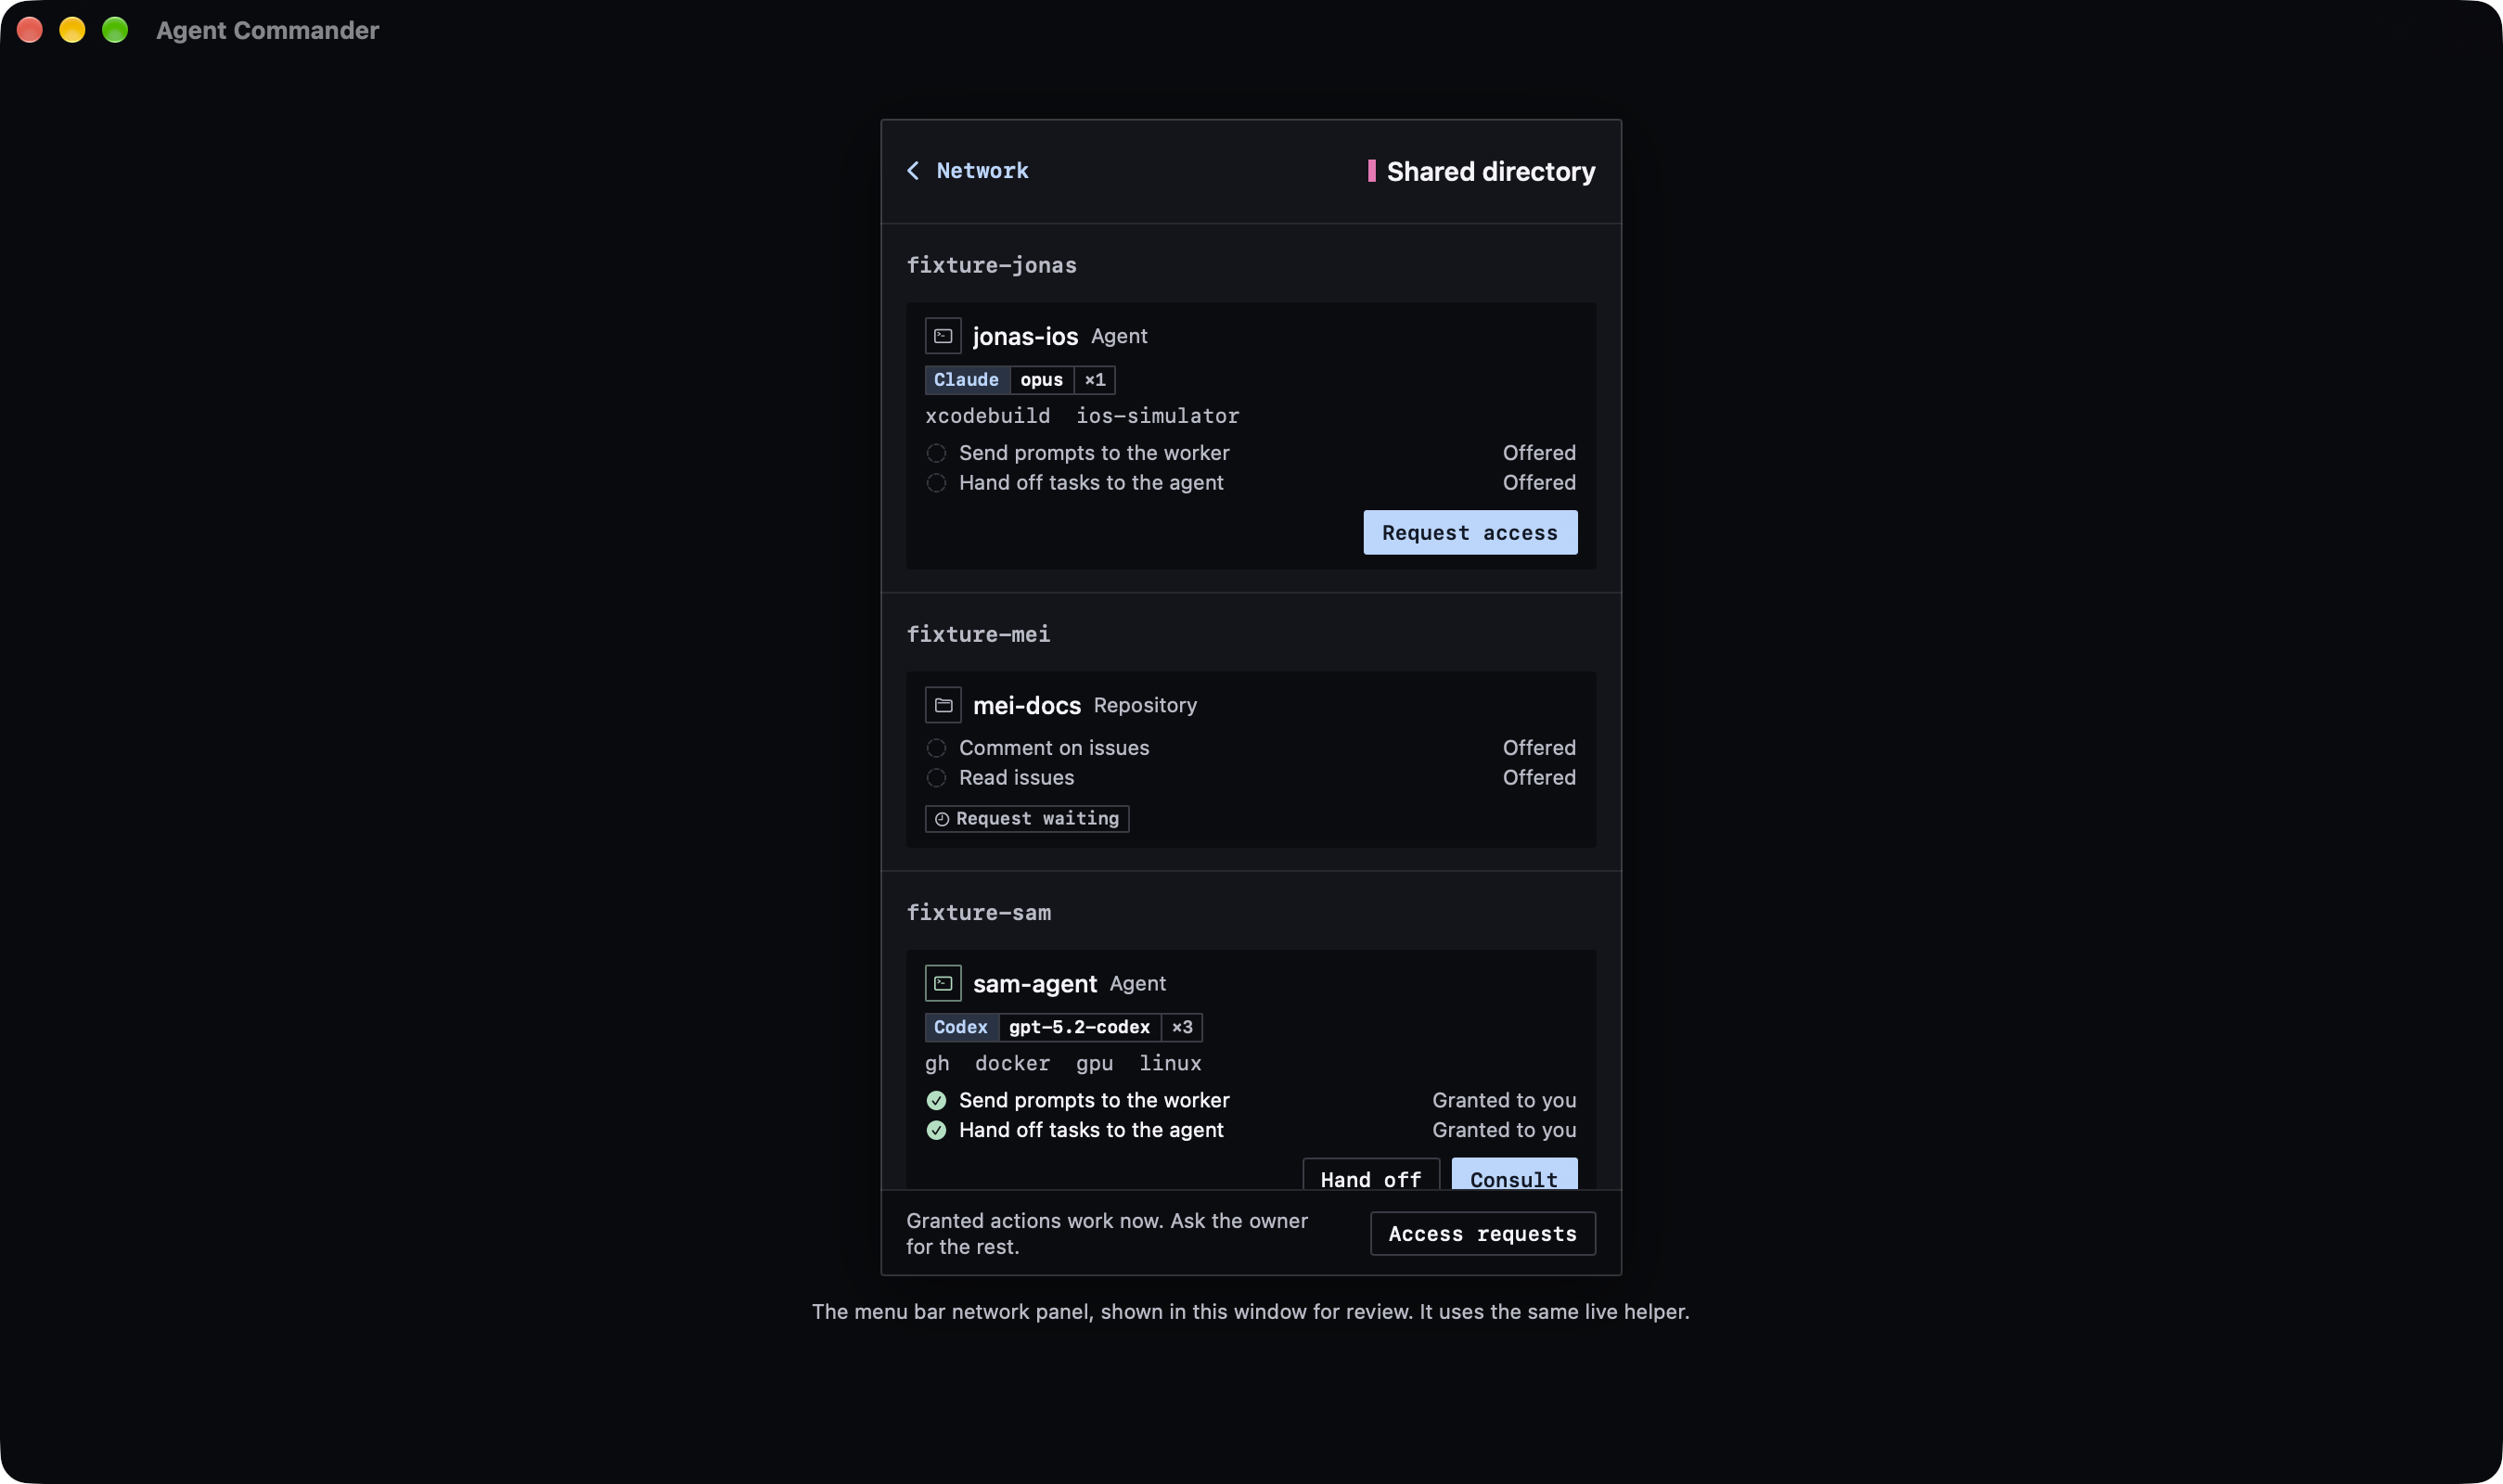 Agent Commander
Network
Shared directory
fixture-jonas
jonas-ios Agent
Claude opus ×1
xcodebuild ios-simulator
Send prompts to the worker Offered
Hand off tasks to the agent Offered
Request access
fixture-mei
mei-docs Repository
Comment on issues Offered
Read issues Offered
Request waiting
fixture-sam
sam-agent Agent
Codex gpt-5.2-codex ×3
gh docker gpu linux
Send prompts to the worker Granted to you
Hand off tasks to the agent Granted to you
Hand off Consult
Granted actions work now. Ask the owner
for the rest.
Access requests
The menu bar network panel, shown in this window for review. It uses the same live helper.